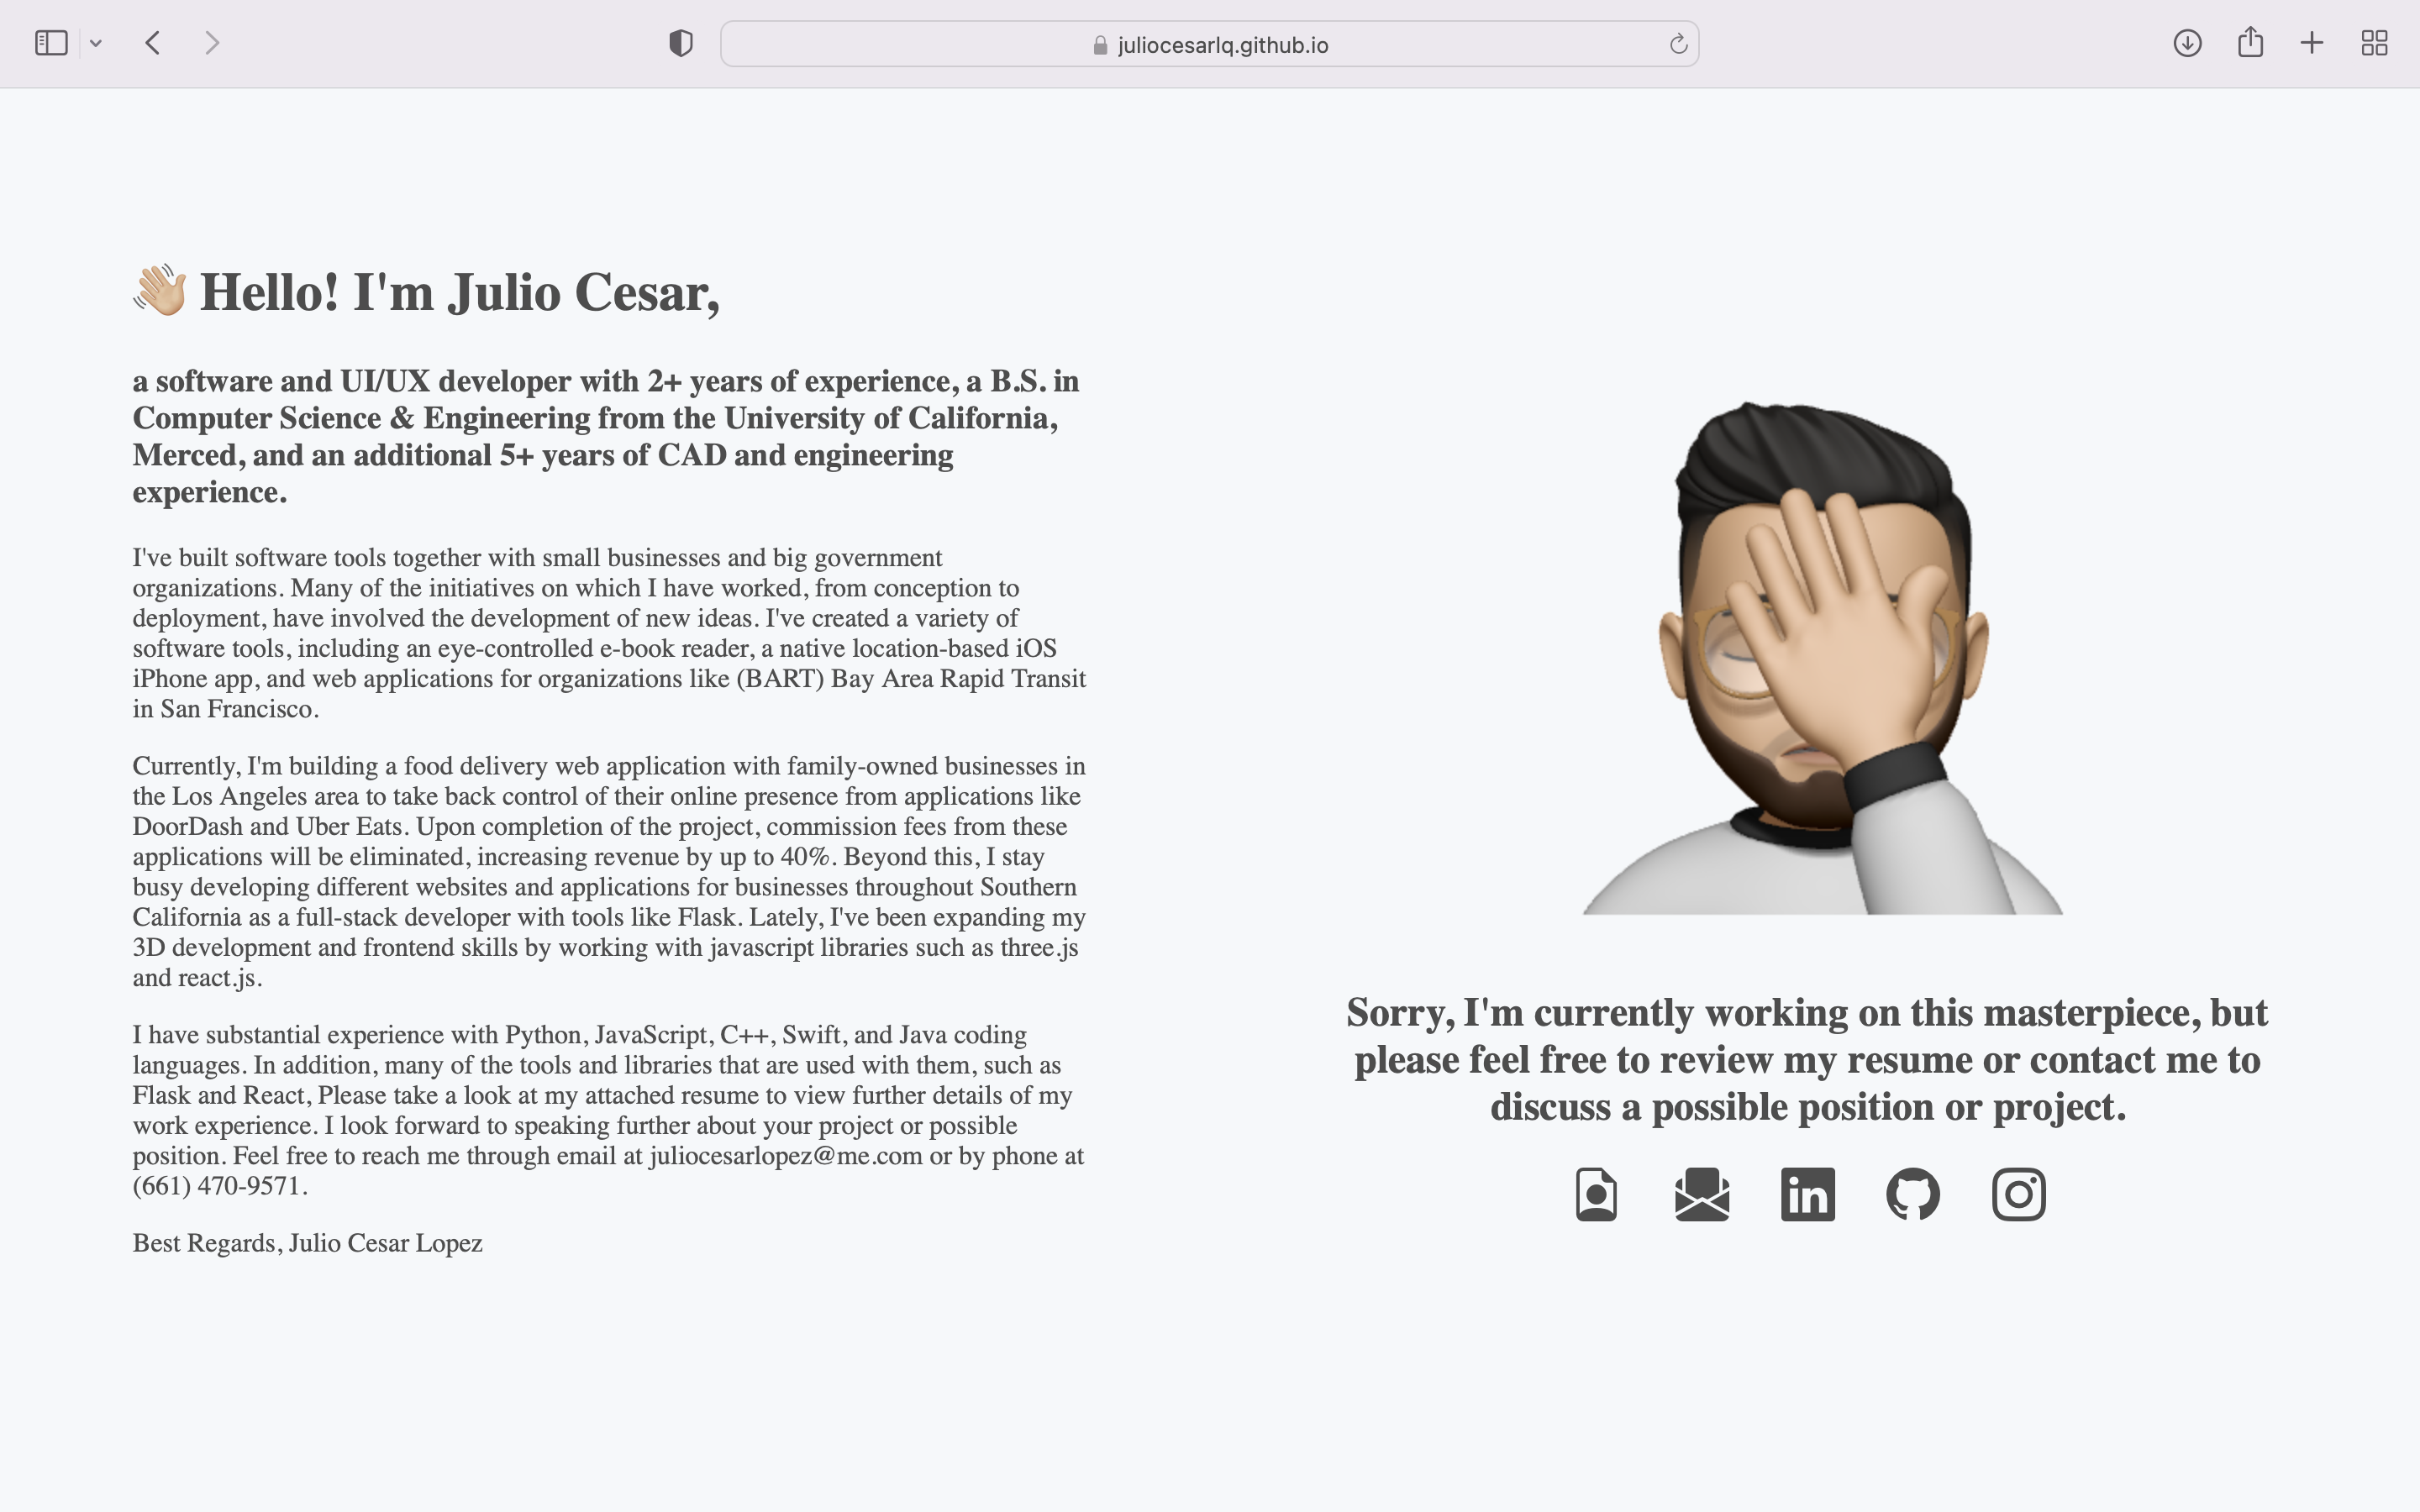 juliocesarlq.github.io
👋🏼 Hello! I'm Julio Cesar,
a software and UI/UX developer with 2+ years of experience, a B.S. in
Computer Science & Engineering from the University of California,
Merced, and an additional 5+ years of CAD and engineering
experience.
I've built software tools together with small businesses and big government
organizations. Many of the initiatives on which I have worked, from conception to
deployment, have involved the development of new ideas. I've created a variety of
software tools, including an eye-controlled e-book reader, a native location-based iOS
iPhone app, and web applications for organizations like (BART) Bay Area Rapid Transit
in San Francisco.
Currently, I'm building a food delivery web application with family-owned businesses in
the Los Angeles area to take back control of their online presence from applications like
DoorDash and Uber Eats. Upon completion of the project, commission fees from these
applications will be eliminated, increasing revenue by up to 40%. Beyond this, I stay
busy developing different websites and applications for businesses throughout Southern
California as a full-stack developer with tools like Flask. Lately, I've been expanding my
3D development and frontend skills by working with javascript libraries such as three.js
and react.js.
I have substantial experience with Python, JavaScript, C++, Swift, and Java coding
languages. In addition, many of the tools and libraries that are used with them, such as
Flask and React, Please take a look at my attached resume to view further details of my
work experience. I look forward to speaking further about your project or possible
position. Feel free to reach me through email at juliocesarlopez@me.com or by phone at
(661) 470-9571.
Best Regards, Julio Cesar Lopez
Sorry, I'm currently working on this masterpiece, but
please feel free to review my resume or contact me to
discuss a possible position or project.
in